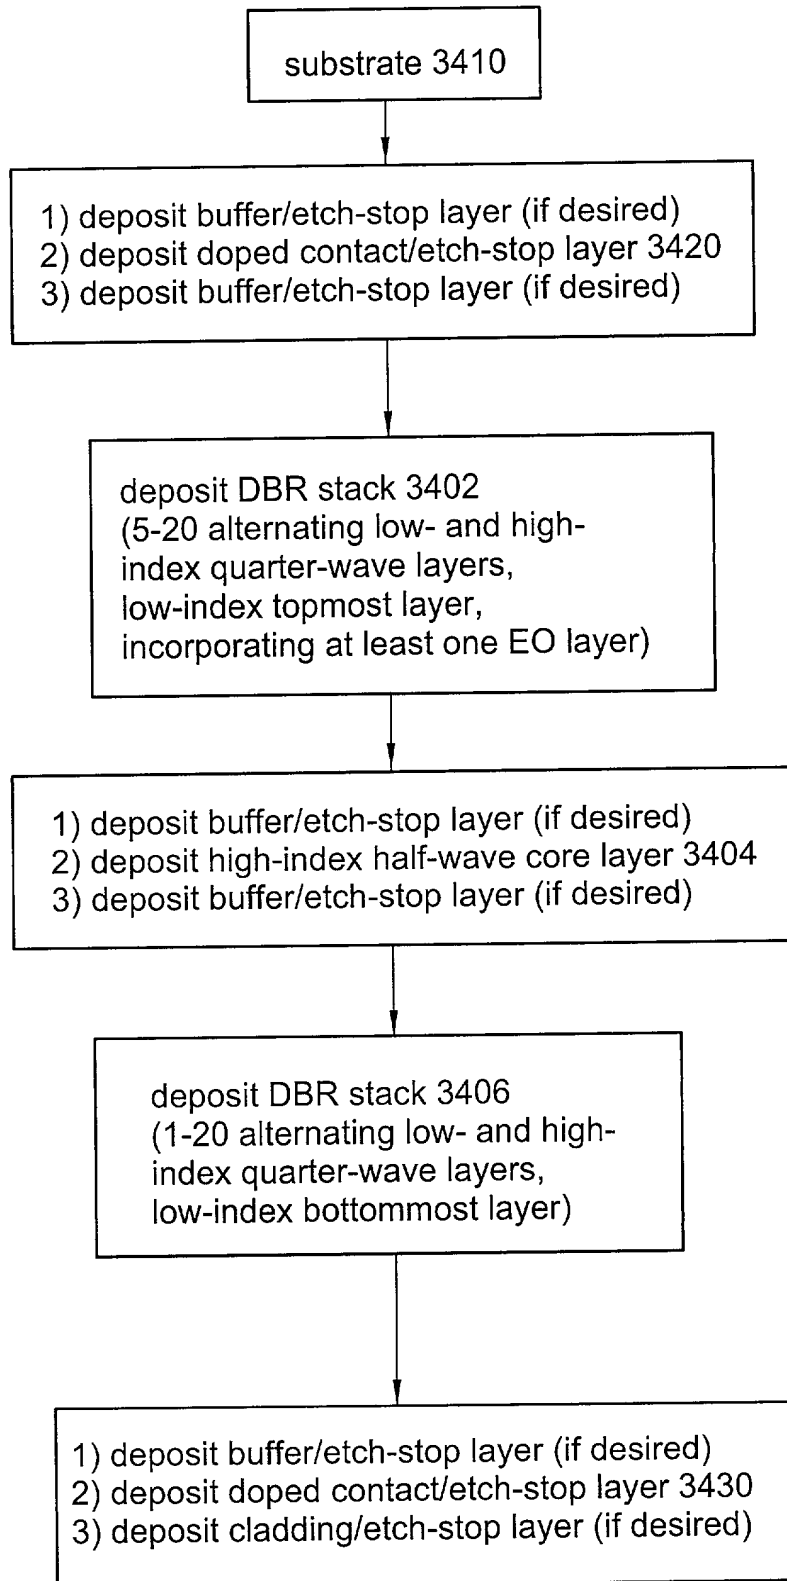 substrate 3410
1) deposit buffer/etch-stop layer (if desired)
2) deposit doped contact/etch-stop layer 3420
3) deposit buffer/etch-stop layer (if desired)
deposit DBR stack 3402
(5-20 alternating low- and high-
index quarter-wave layers,
low-index topmost layer,
incorporating at least one EO layer)
1) deposit buffer/etch-stop layer (if desired)
2) deposit high-index half-wave core layer 3404
3) deposit buffer/etch-stop layer (if desired)
deposit DBR stack 3406
(1-20 alternating low- and high-
index quarter-wave layers,
low-index bottommost layer)
1) deposit buffer/etch-stop layer (if desired)
2) deposit doped contact/etch-stop layer 3430
3) deposit cladding/etch-stop layer (if desired)